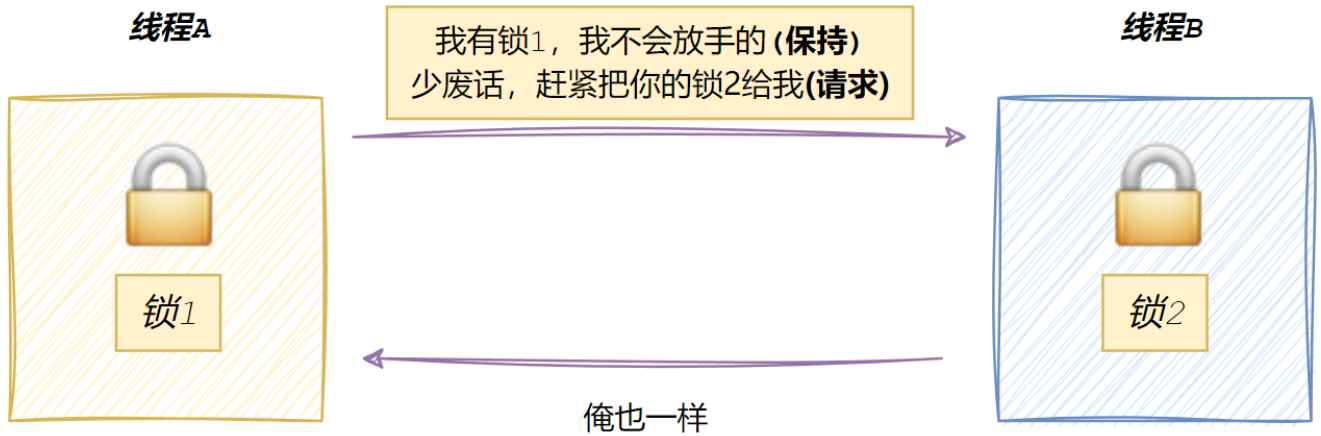 线程A
线程B
我有锁1，我不会放手的(保持)
少废话，赶紧把你的锁2给我(请求)
锁1
锁2
俺也一样